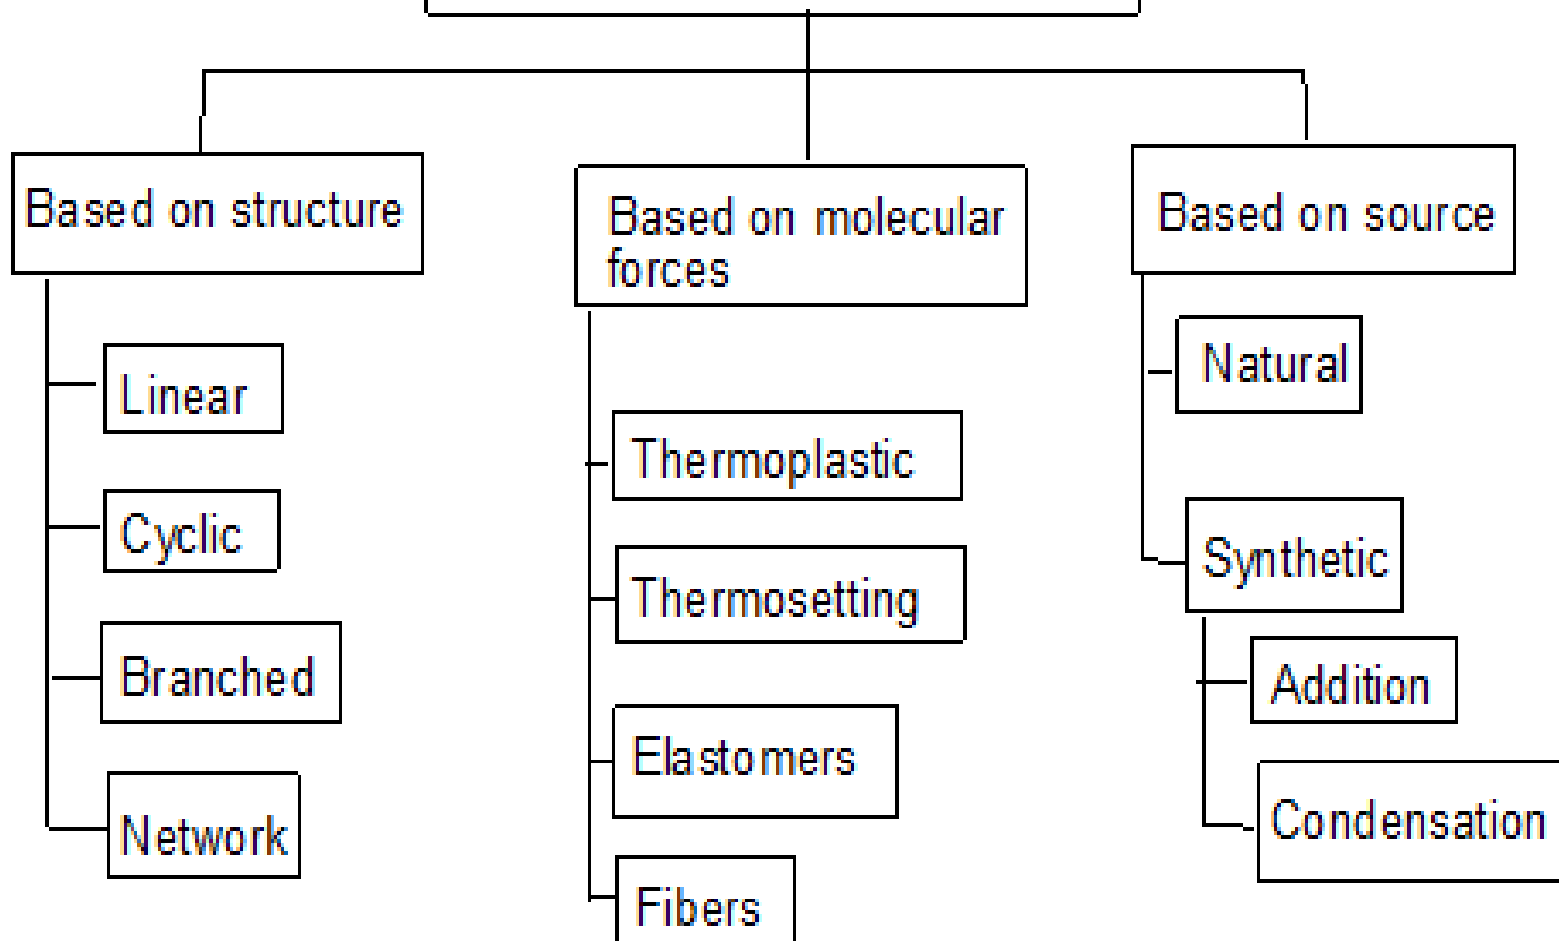 Based on structure
Linear
Cyclic
Branched
Network
Based on molecular
forces
Thermoplastic
Thermosetting
Elastomers
Fibers
Based on source
Natural
Synthetic
Addition
Condensation